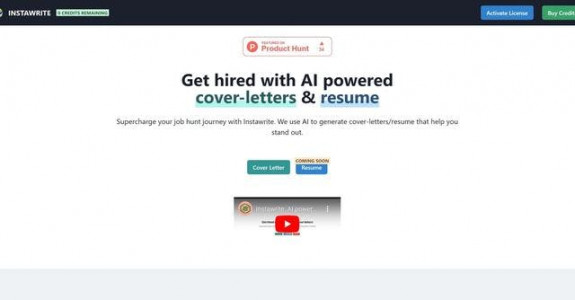 INSTAWRITE 5 CREDITS REMAINING Activate License Buy Credit
FEATURED ON
Product Hunt
Get hired with AI powered
cover-letters & resume
Supercharge your job hunt journey with Instawrite. We use AI to generate cover-letters/resume that help you
stand out.
COMING SOON
Cover Letter Resume
Instawrite AI power